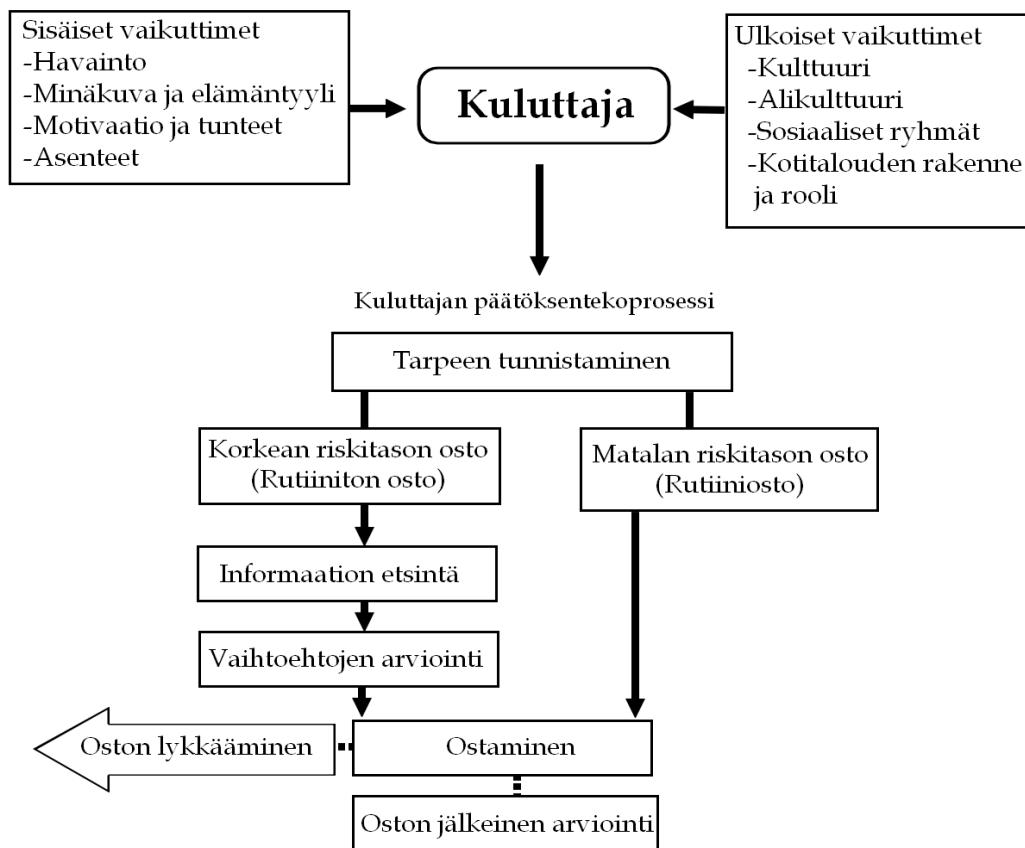 Sisäiset vaikuttimet
-Havainto
-Minäkuva ja elämäntyyli
-Motivaatio ja tunteet
-Asenteet
Kuluttaja
Ulkoiset vaikuttimet
-Kulttuuri
-Alikulttuuri
-Sosiaaliset ryhmät
-Kotitalouden rakenne
ja rooli
Kuluttajan päätöksentekoprosessi
Tarpeen tunnistaminen
Korkean riskitason osto
(Rutiiniton osto)
Matalan riskitason osto
(Rutiiniosto)
Informaation etsintä
Vaihtoehtojen arviointi
Oston lykkääminen
Ostaminen
Oston jälkeinen arviointi